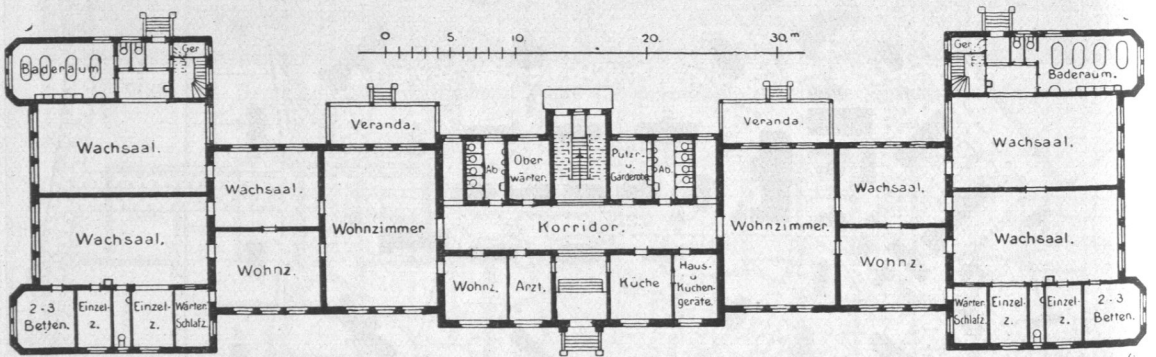 0.
5.
10.
20.
30.m
Ger
Baderaum
Wachsaal.
Wachsaal.
2-3
Betten.
Einzel-
z.
Einzel-
z.
Wärter.
Schlafz.
Wachsaal.
Wohnz.
Veranda.
Wohnzimmer
Ab.
Ober
wärter.
Putzr.
u.
Garderobe
Ab.
Korridor.
Wohnz.
Arzt.
Küche
Haus-
u.
Küchen-
geräte.
Veranda.
Wohnzimmer.
Wachsaal.
Wohnz.
Ger.
Baderaum.
Wachsaal.
Wachsaal.
Wärter.
Schlafz.
Einzel-
z.
Einzel-
z.
2-3
Betten.